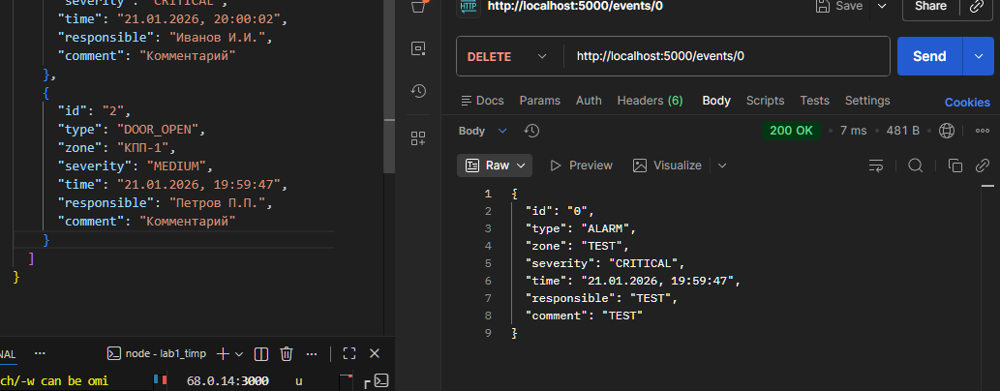 "severity": "CRITICAL",
"time": "21.01.2026, 20:00:02",
"responsible": "Иванов И.И.",
"comment": "Комментарий"
},
{
"id": "2",
"type": "DOOR_OPEN",
"zone": "КПП-1",
"severity": "MEDIUM",
"time": "21.01.2026, 19:59:47",
"responsible": "Петров П.П.",
"comment": "Комментарий"
}
]
}
NAL ... node - lab1_timp
ch/-w can be omi 68.0.14:3000 u
HTTP http://localhost:5000/events/0 Save Share
DELETE http://localhost:5000/events/0 Send
Docs Params Auth Headers (6) Body Scripts Tests Settings Cookies
Body 200 OK • 7 ms • 481 B
Raw Preview Visualize
1 {
2 "id": "0",
3 "type": "ALARM",
4 "zone": "TEST",
5 "severity": "CRITICAL",
6 "time": "21.01.2026, 19:59:47",
7 "responsible": "TEST",
8 "comment": "TEST"
9 }